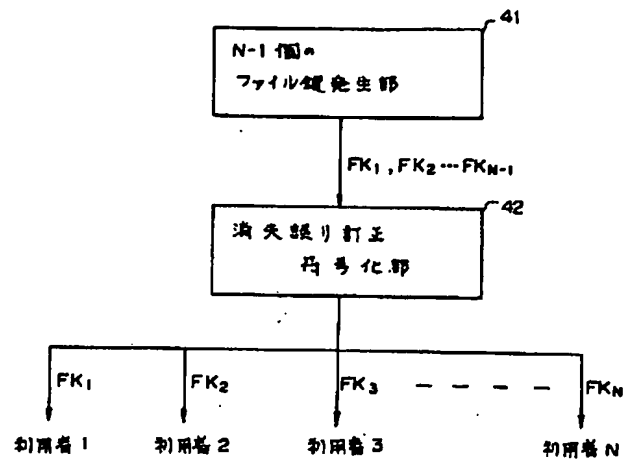 41
N-1個の
ファイル鍵発生部
FK1, FK2…FKN-1
42
消失誤り訂正
符号化部
FK1 FK2 FK3 FKN
利用者1 利用者2 利用者3 利用者N